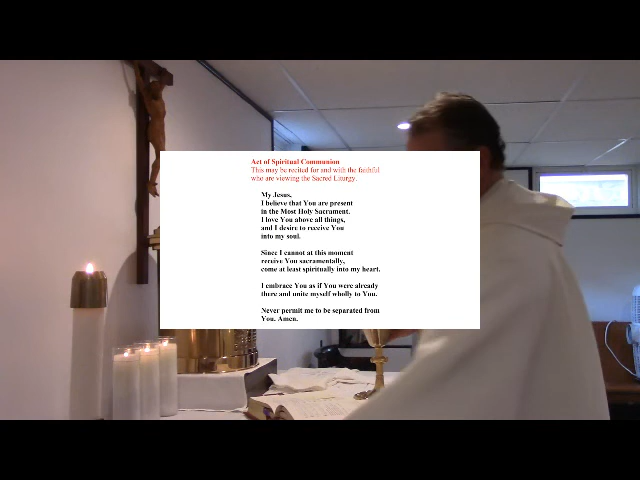 Act of Spiritual Communion
This may be recited for and with the faithful
who are viewing the Sacred Liturgy.
My Jesus,
I believe that You are present
in the Most Holy Sacrament.
I love You above all things,
and I desire to receive You
into my soul.
Since I cannot at this moment
receive You sacramentally,
come at least spiritually into my heart.
I embrace You as if You were already
there and unite myself wholly to You.
Never permit me to be separated from
You. Amen.